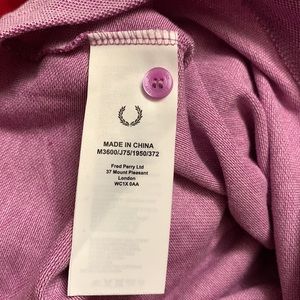 MADE IN CHINA
M3600/J75/1950/372
Fred Perry Ltd
37 Mount Pleasant
London
WC1X 0AA